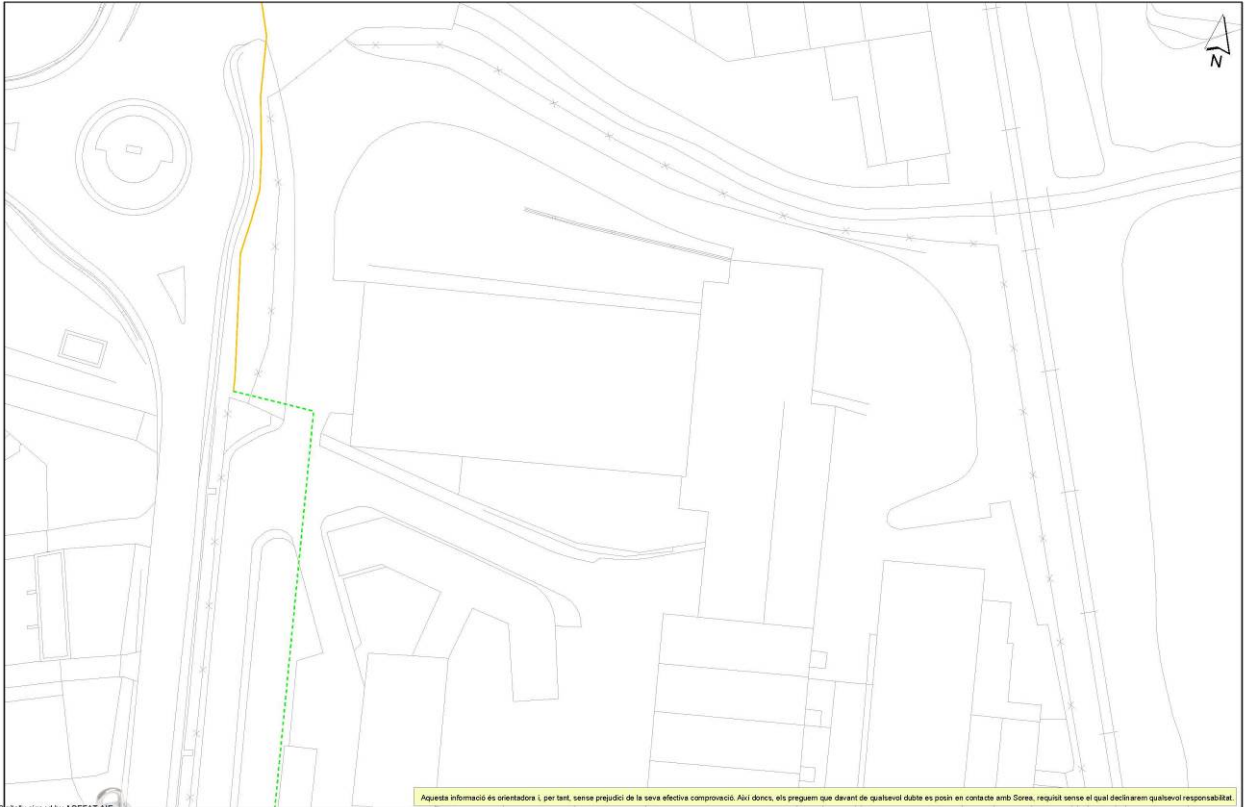 N
Aquesta informació és orientadora i, per tant, sense prejudici de la seva efectiva comprovació. Així doncs, els preguem que davant de qualsevol dubte es posin en contacte amb Sorea, requisit sense el qual declinarem qualsevol responsabilitat.